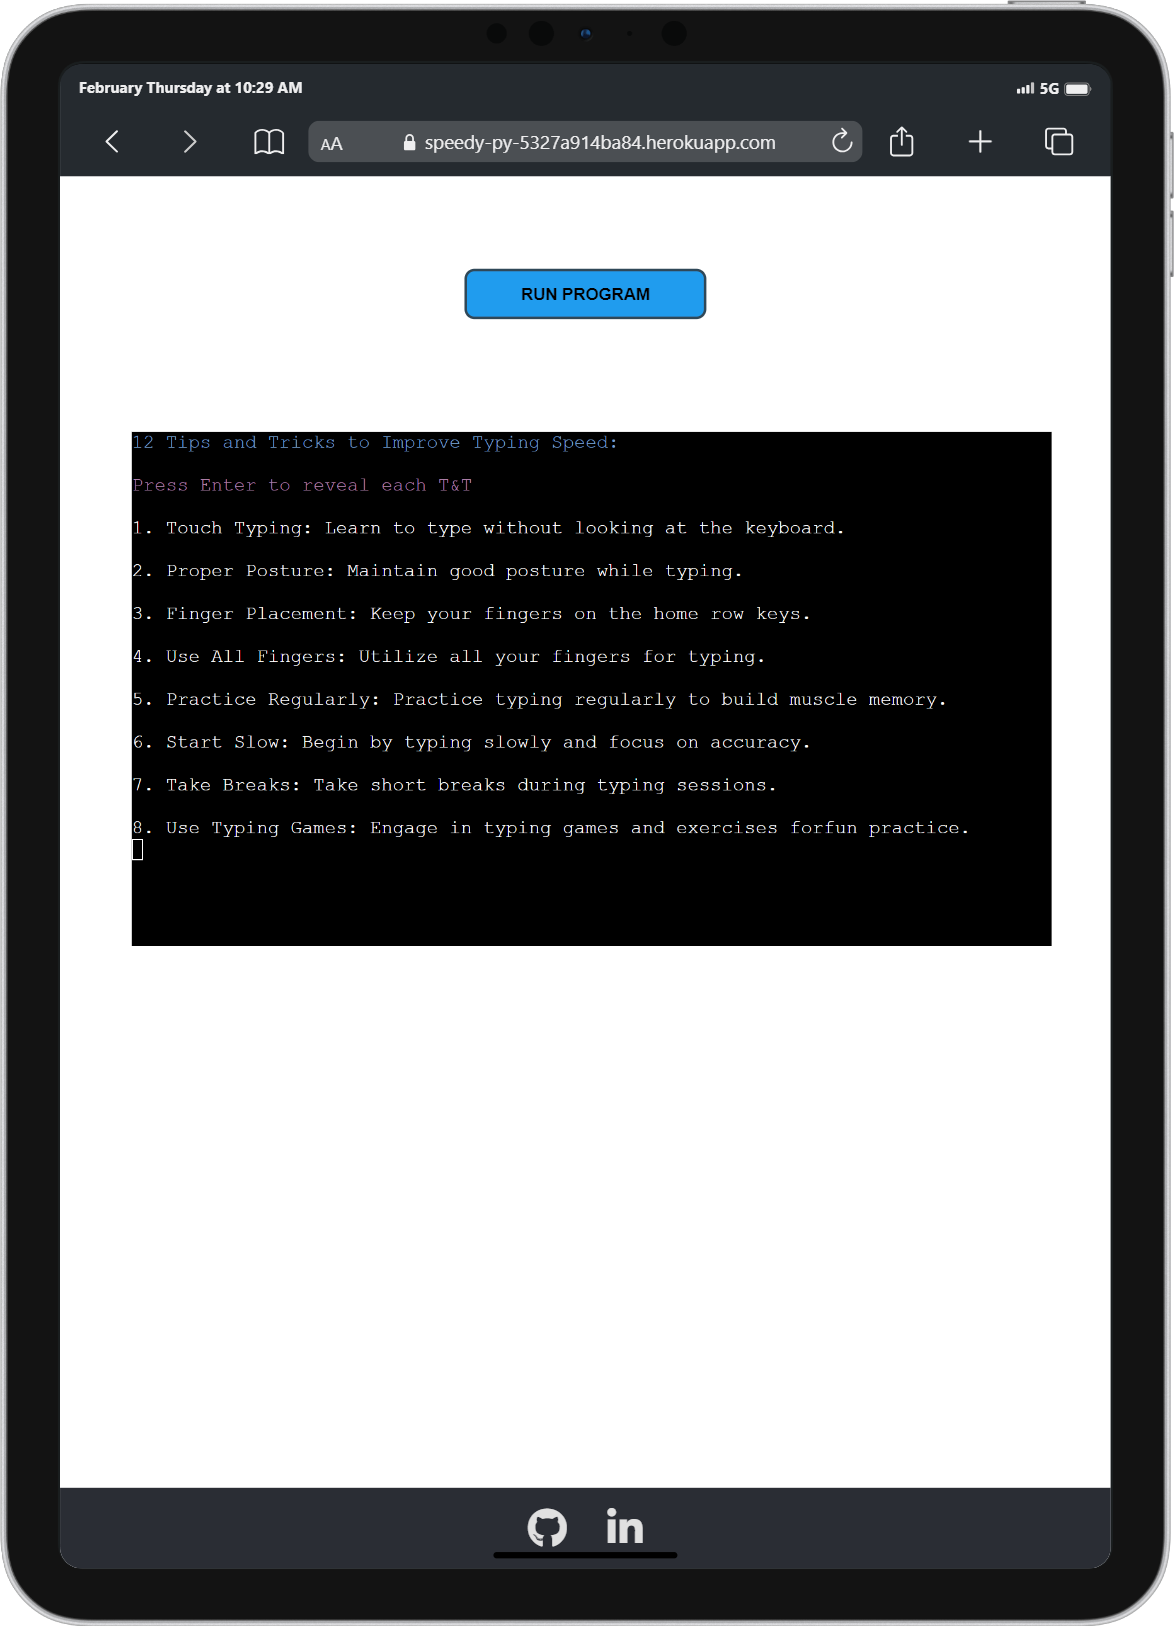 February Thursday at 10:29 AM
5G
AA
speedy-py-5327a914ba84.herokuapp.com
RUN PROGRAM
12 Tips and Tricks to Improve Typing Speed:
Press Enter to reveal each T&T
1. Touch Typing: Learn to type without looking at the keyboard.
2. Proper Posture: Maintain good posture while typing.
3. Finger Placement: Keep your fingers on the home row keys.
4. Use All Fingers: Utilize all your fingers for typing.
5. Practice Regularly: Practice typing regularly to build muscle memory.
6. Start Slow: Begin by typing slowly and focus on accuracy.
7. Take Breaks: Take short breaks during typing sessions.
8. Use Typing Games: Engage in typing games and exercises forfun practice.
in